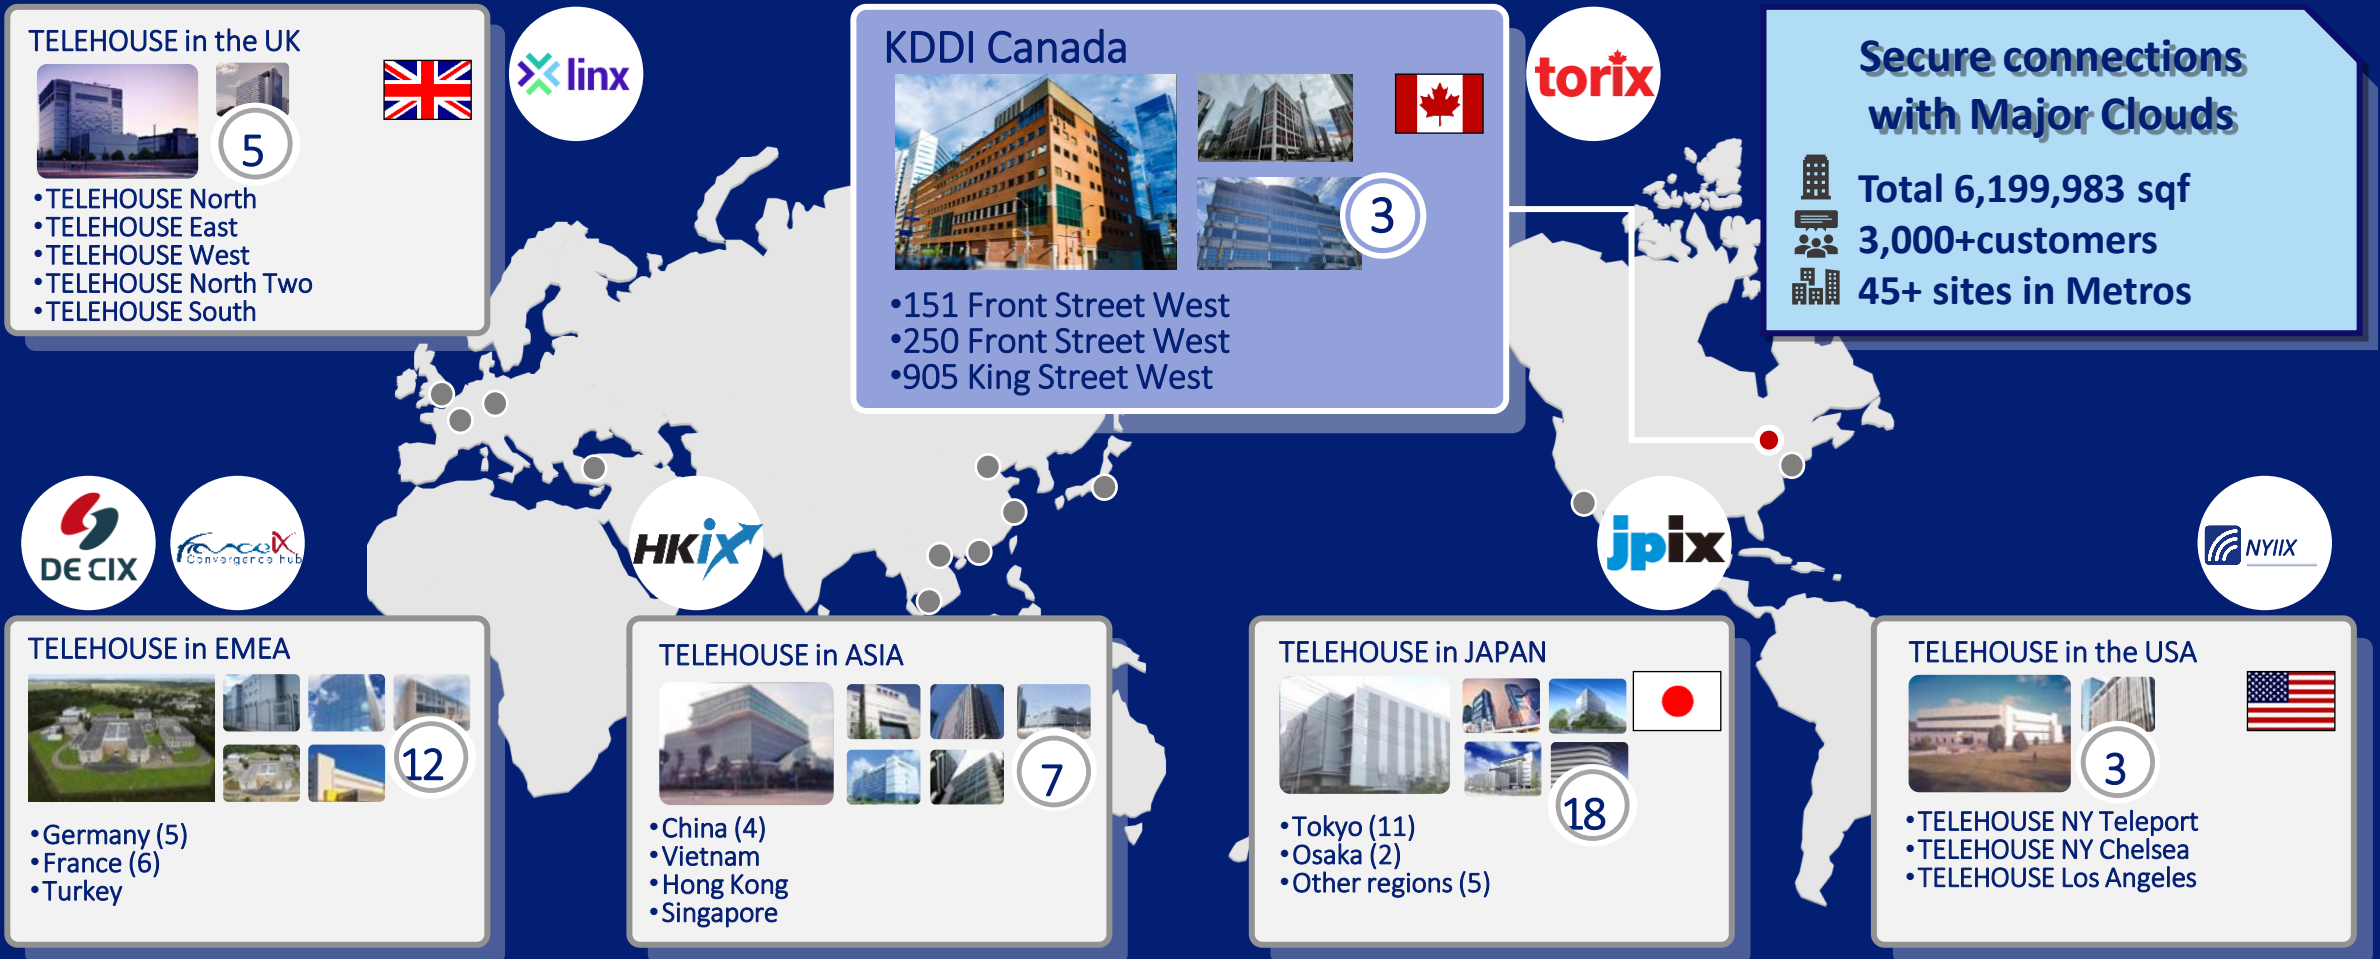 TELEHOUSE in the UK
5
•TELEHOUSE North
•TELEHOUSE East
•TELEHOUSE West
•TELEHOUSE North Two
•TELEHOUSE South
linx
KDDI Canada
3
•151 Front Street West
•250 Front Street West
•905 King Street West
torix
Secure connections
with Major Clouds
Total 6,199,983 sqf
3,000+customers
45+ sites in Metros
DE CIX
franceIX
Convergence hub
HKiX
jpix
NYIIX
TELEHOUSE in EMEA
12
•Germany (5)
•France (6)
•Turkey
TELEHOUSE in ASIA
7
•China (4)
•Vietnam
•Hong Kong
•Singapore
TELEHOUSE in JAPAN
18
•Tokyo (11)
•Osaka (2)
•Other regions (5)
TELEHOUSE in the USA
3
•TELEHOUSE NY Teleport
•TELEHOUSE NY Chelsea
•TELEHOUSE Los Angeles